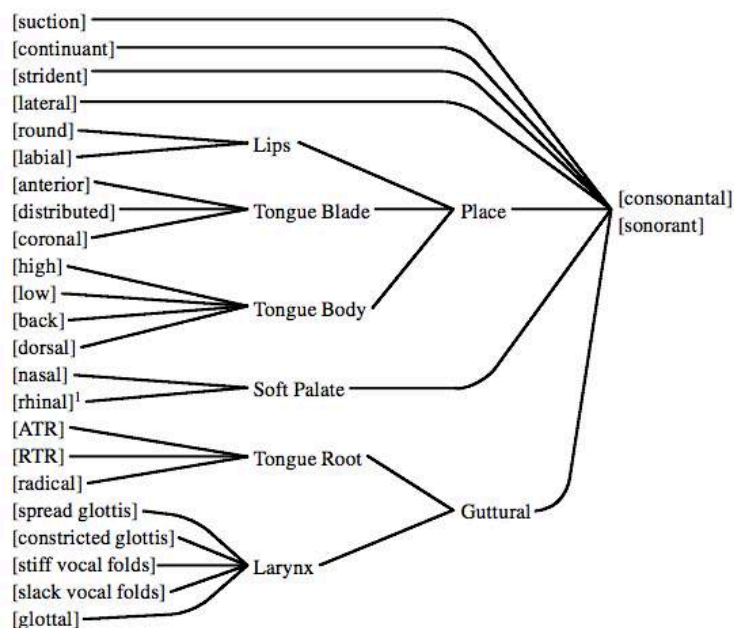 [suction]
[continuant]
[strident]
[lateral]
[round]
[labial]
Lips
[anterior]
[distributed]
[coronal]
Tongue Blade
Place
[consonantal]
[sonorant]
[high]
[low]
[back]
[dorsal]
Tongue Body
[nasal]
[rhinal]1
Soft Palate
[ATR]
[RTR]
[radical]
Tongue Root
Guttural
[spread glottis]
[constricted glottis]
[stiff vocal folds]
[slack vocal folds]
[glottal]
Larynx